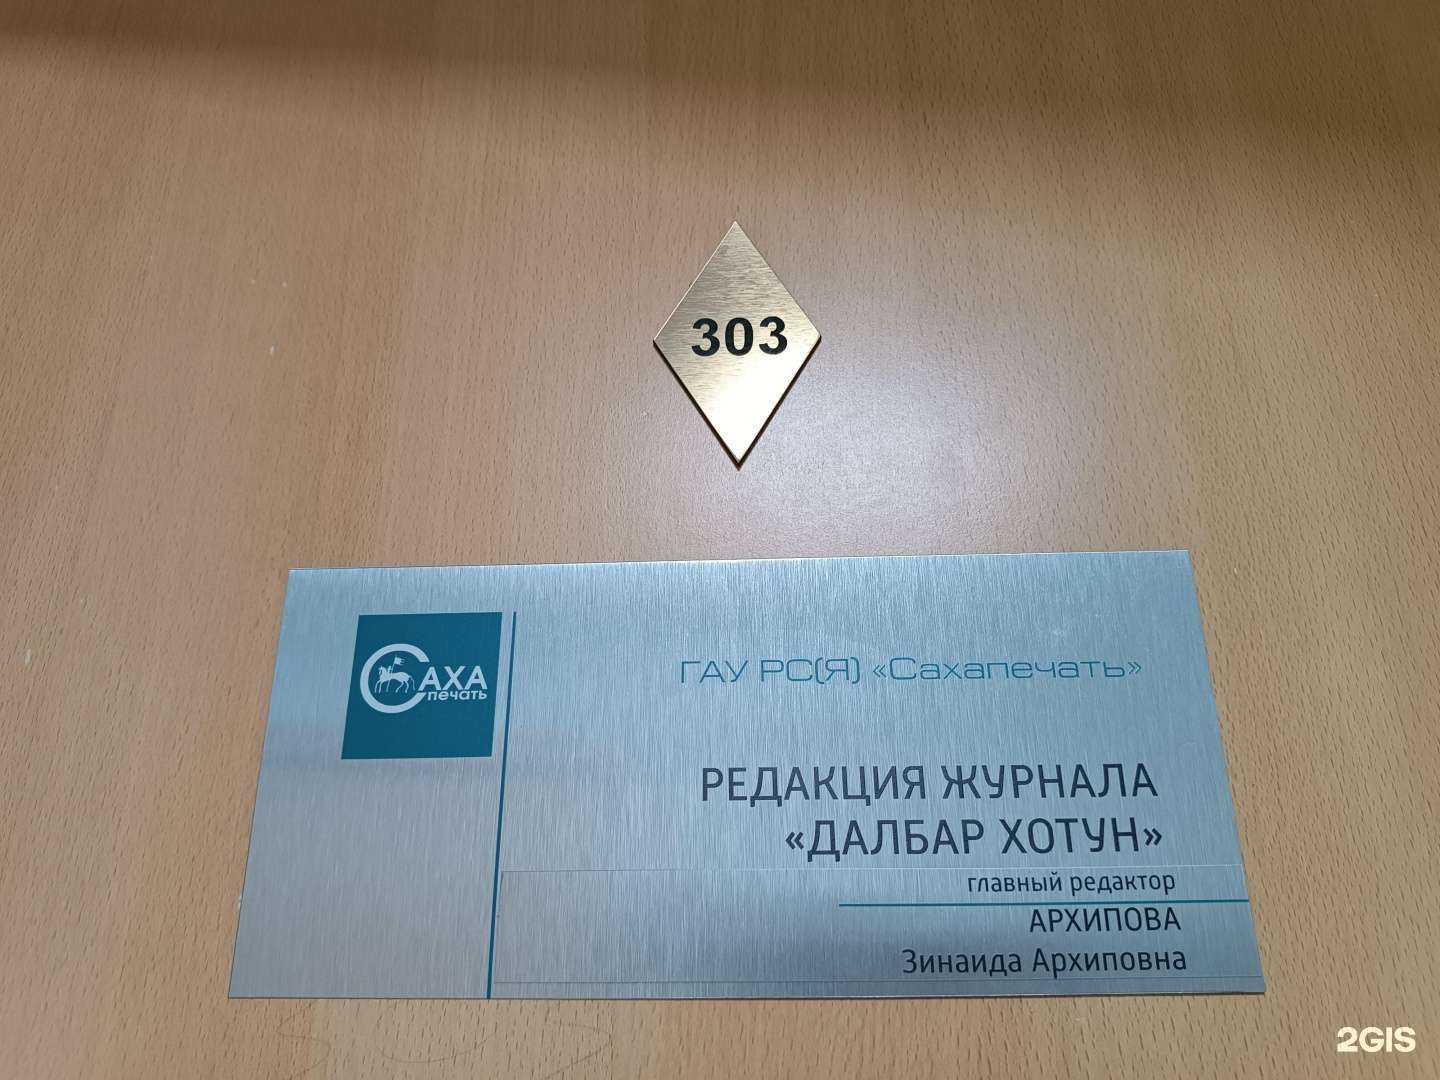 303
САХА
печать
ГАУ РС(Я) «Сахапечать»
РЕДАКЦИЯ ЖУРНАЛА
«ДАЛБАР ХОТУН»
главный редактор
АРХИПОВА
Зинаида Архиповна
2GIS